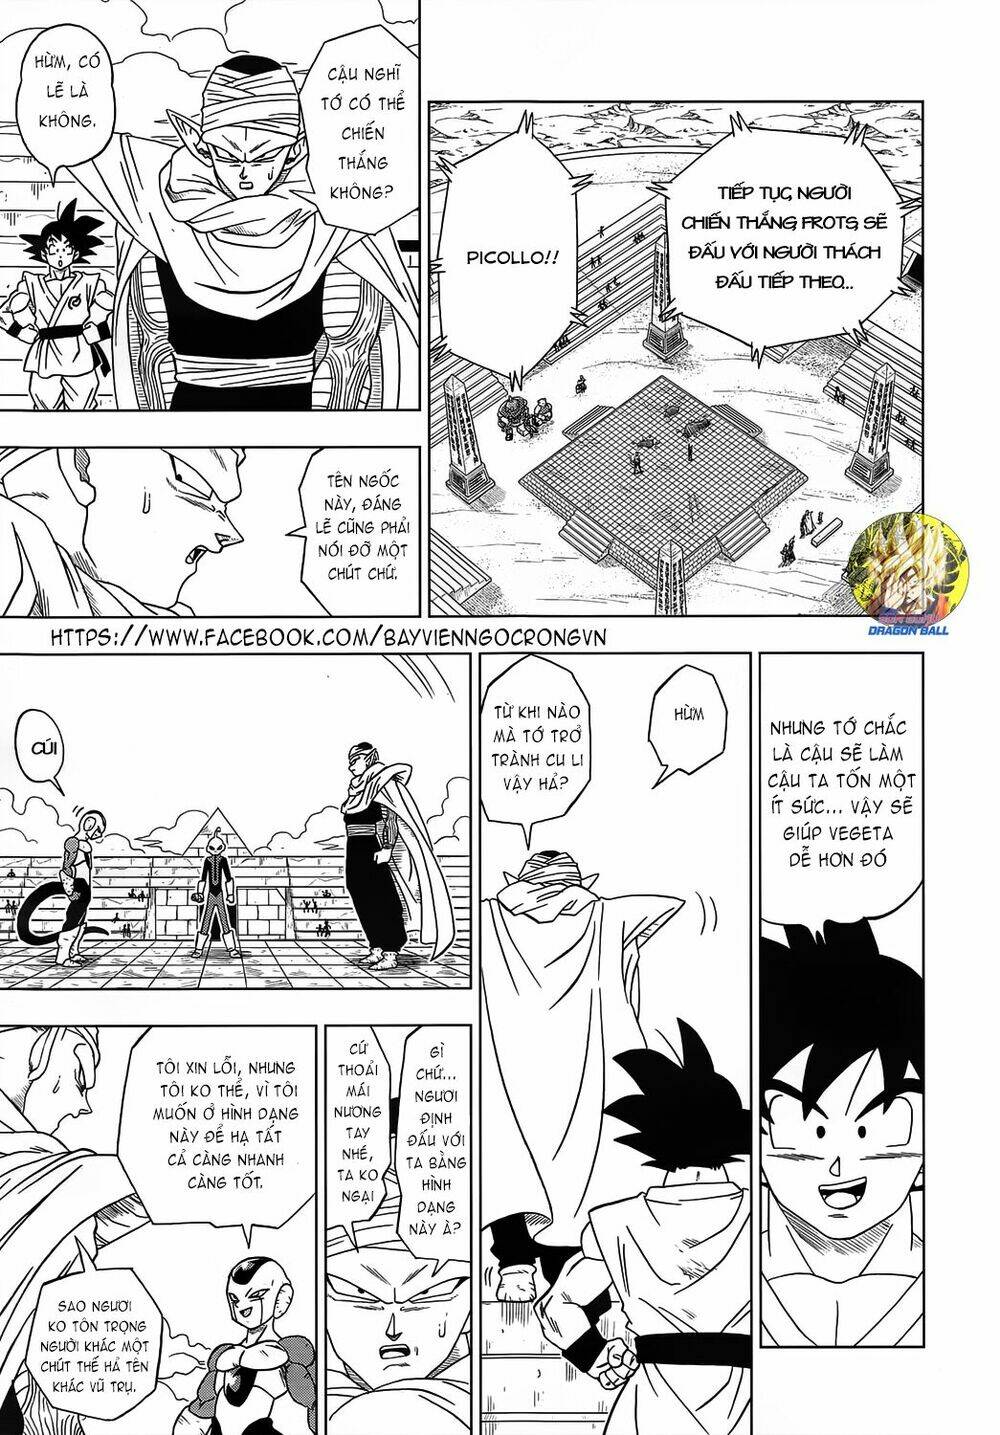 TIẾP TỤC, NGƯỜI
CHIẾN THẮNG, FROTS, SẼ
ĐẤU VỚI NGƯỜI THÁCH
ĐẤU TIẾP THEO...
PICOLLO!!
CẬU NGHĨ
TỚ CÓ THỂ
CHIẾN
THẮNG
KHÔNG?
HỪM, CÓ
LẼ LÀ
KHÔNG.
TÊN NGỐC
NÀY, ĐÁNG
LẼ CŨNG PHẢI
NÓI ĐỠ MỘT
CHÚT CHỨ.
DRAGON BALL
HTTPS://WWW.FACEBOOK.COM/BAYVIENNGOCRONGVN
NHƯNG TỚ CHẮC
LÀ CẬU SẼ LÀM
CẬU TA TỐN MỘT
ÍT SỨC... VẬY SẼ
GIÚP VEGETA
DỄ HƠN ĐÓ
HỪM
TỪ KHI NÀO
MÀ TỚ TRỞ
TRÀNH CU LI
VẬY HẢ?
CÚI
GÌ
CHỨ...
NGƯƠI
ĐỊNH
ĐẤU VỚI
TA BẰNG
HÌNH
DẠNG
NÀY À?
CỨ
THOẢI
MÁI
NƯƠNG
TAY
NHÉ,
TA KO
NGẠI
TÔI XIN LỖI, NHƯNG
TÔI KO THỂ, VÌ TÔI
MUỐN Ở HÌNH DẠNG
NÀY ĐỂ HẠ TẤT
CẢ CÀNG NHANH
CÀNG TỐT.
SAO NGƯƠI
KO TÔN TRỌNG
NGƯỜI KHÁC MỘT
CHÚT THẾ HẢ TÊN
KHÁC VŨ TRỤ.